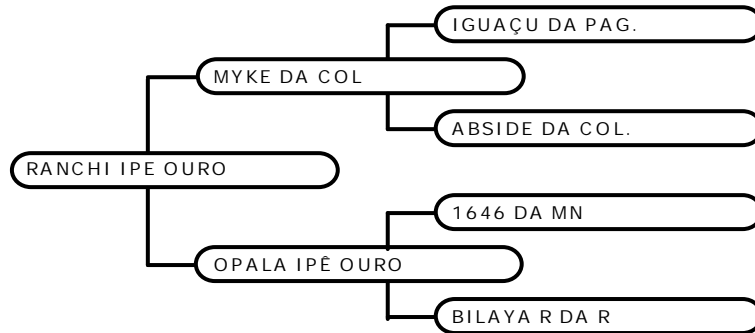 IGUAÇU DA PAG.
MYKE DA COL
ABSIDE DA COL.
RANCHI IPE OURO
1646 DA MN
OPALA IPÊ OURO
BILAYA R DA R